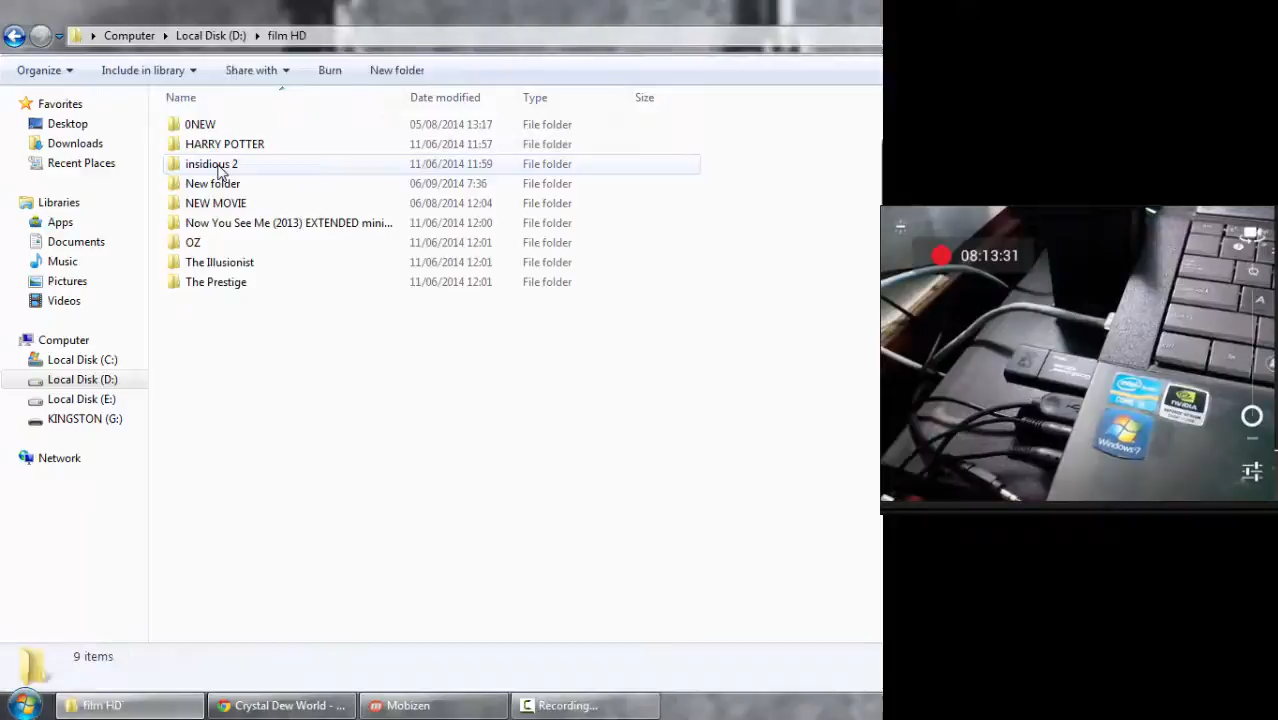 Computer Local Disk (D:) film HD
Organize Include in library Share with Burn New folder
Name Date modified Type Size
Favorites
Desktop
Downloads
Recent Places
Libraries
Apps
Documents
Music
Pictures
Videos
Computer
Local Disk (C:)
Local Disk (D:)
Local Disk (E:)
KINGSTON (G:)
Network
0NEW 05/08/2014 13:17 File folder
HARRY POTTER 11/06/2014 11:57 File folder
insidious 2 11/06/2014 11:59 File folder
New folder 06/09/2014 7:36 File folder
NEW MOVIE 06/08/2014 12:04 File folder
Now You See Me (2013) EXTENDED mini... 11/06/2014 12:00 File folder
OZ 11/06/2014 12:01 File folder
The Illusionist 11/06/2014 12:01 File folder
The Prestige 11/06/2014 12:01 File folder
9 items
08:13:31
intel
NVIDIA
Windows 7
film HD
Crystal Dew World - ...
Mobizen
Recording...